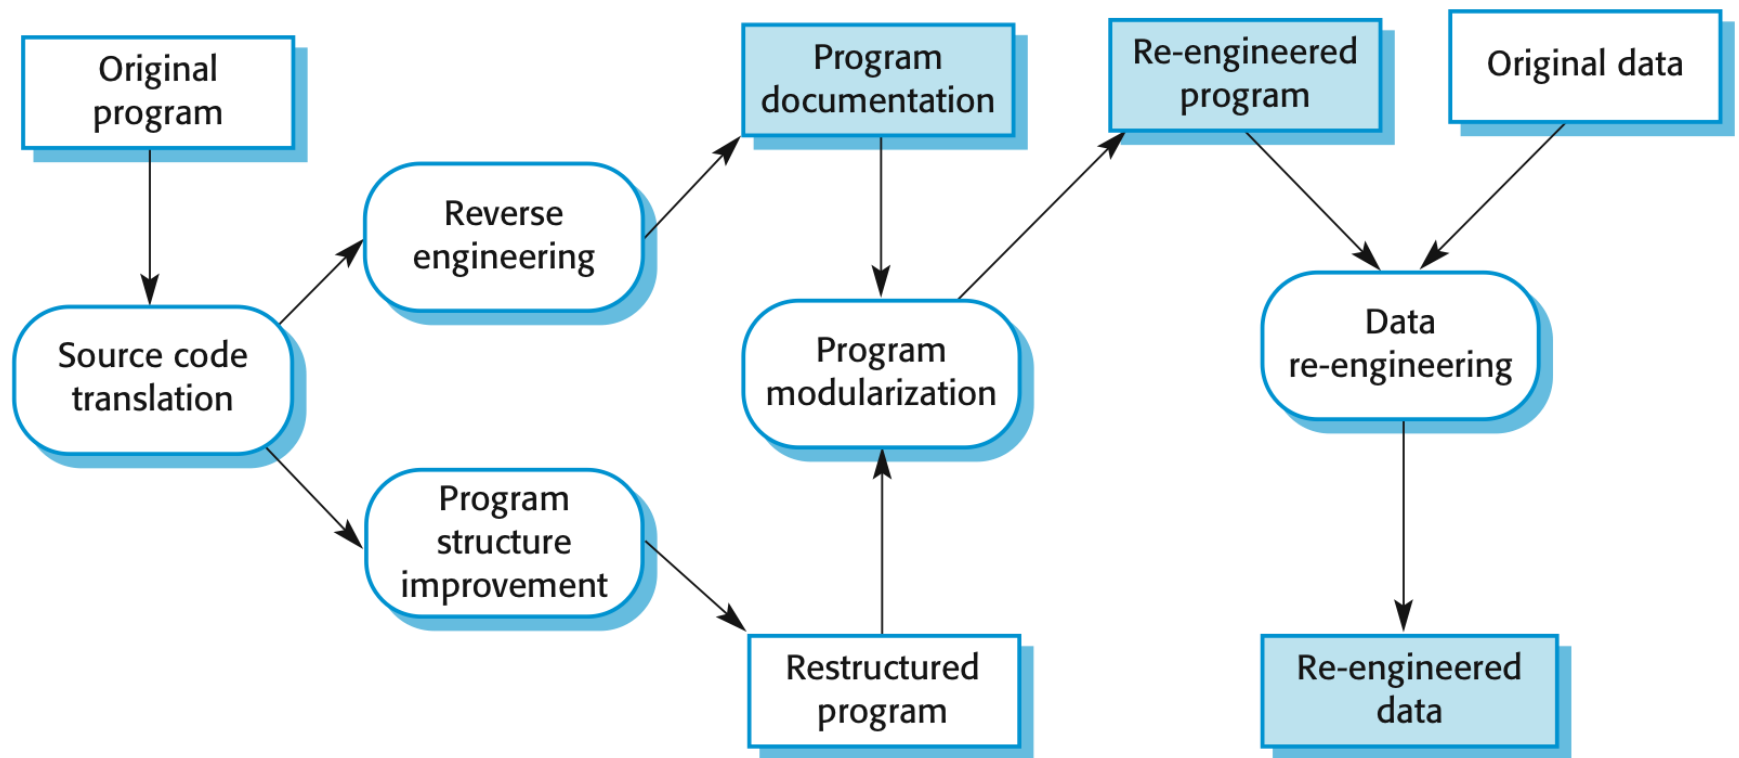 Original
program
Program
documentation
Re-engineered
program
Original data
Reverse
engineering
Source code
translation
Program
modularization
Data
re-engineering
Program
structure
improvement
Restructured
program
Re-engineered
data